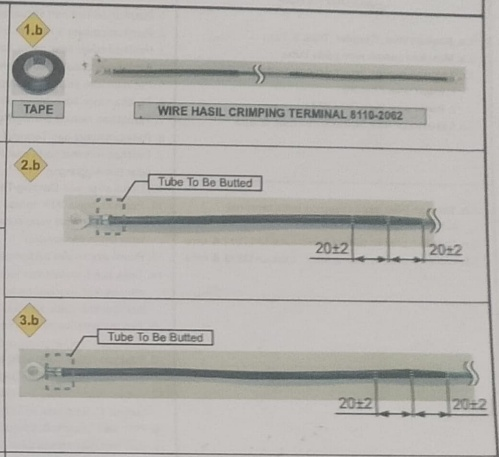 1.b
TAPE
WIRE HASIL CRIMPING TERMINAL 8110-2062
2.b
Tube To Be Butted
20±2
20±2
3.b
Tube To Be Butted
20±2
20±2